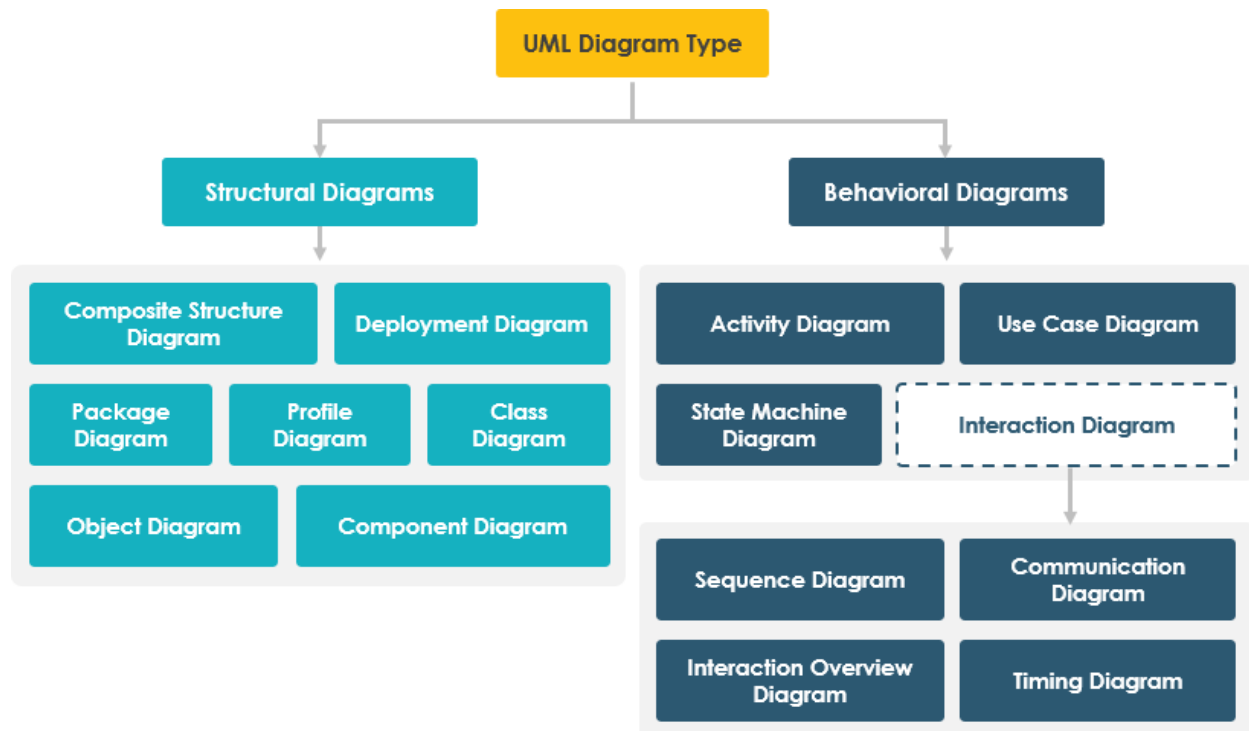 UML Diagram Type
Structural Diagrams
Behavioral Diagrams
Composite Structure
Diagram
Deployment Diagram
Package
Diagram
Profile
Diagram
Class
Diagram
Object Diagram
Component Diagram
Activity Diagram
Use Case Diagram
State Machine
Diagram
Interaction Diagram
Sequence Diagram
Communication
Diagram
Interaction Overview
Diagram
Timing Diagram